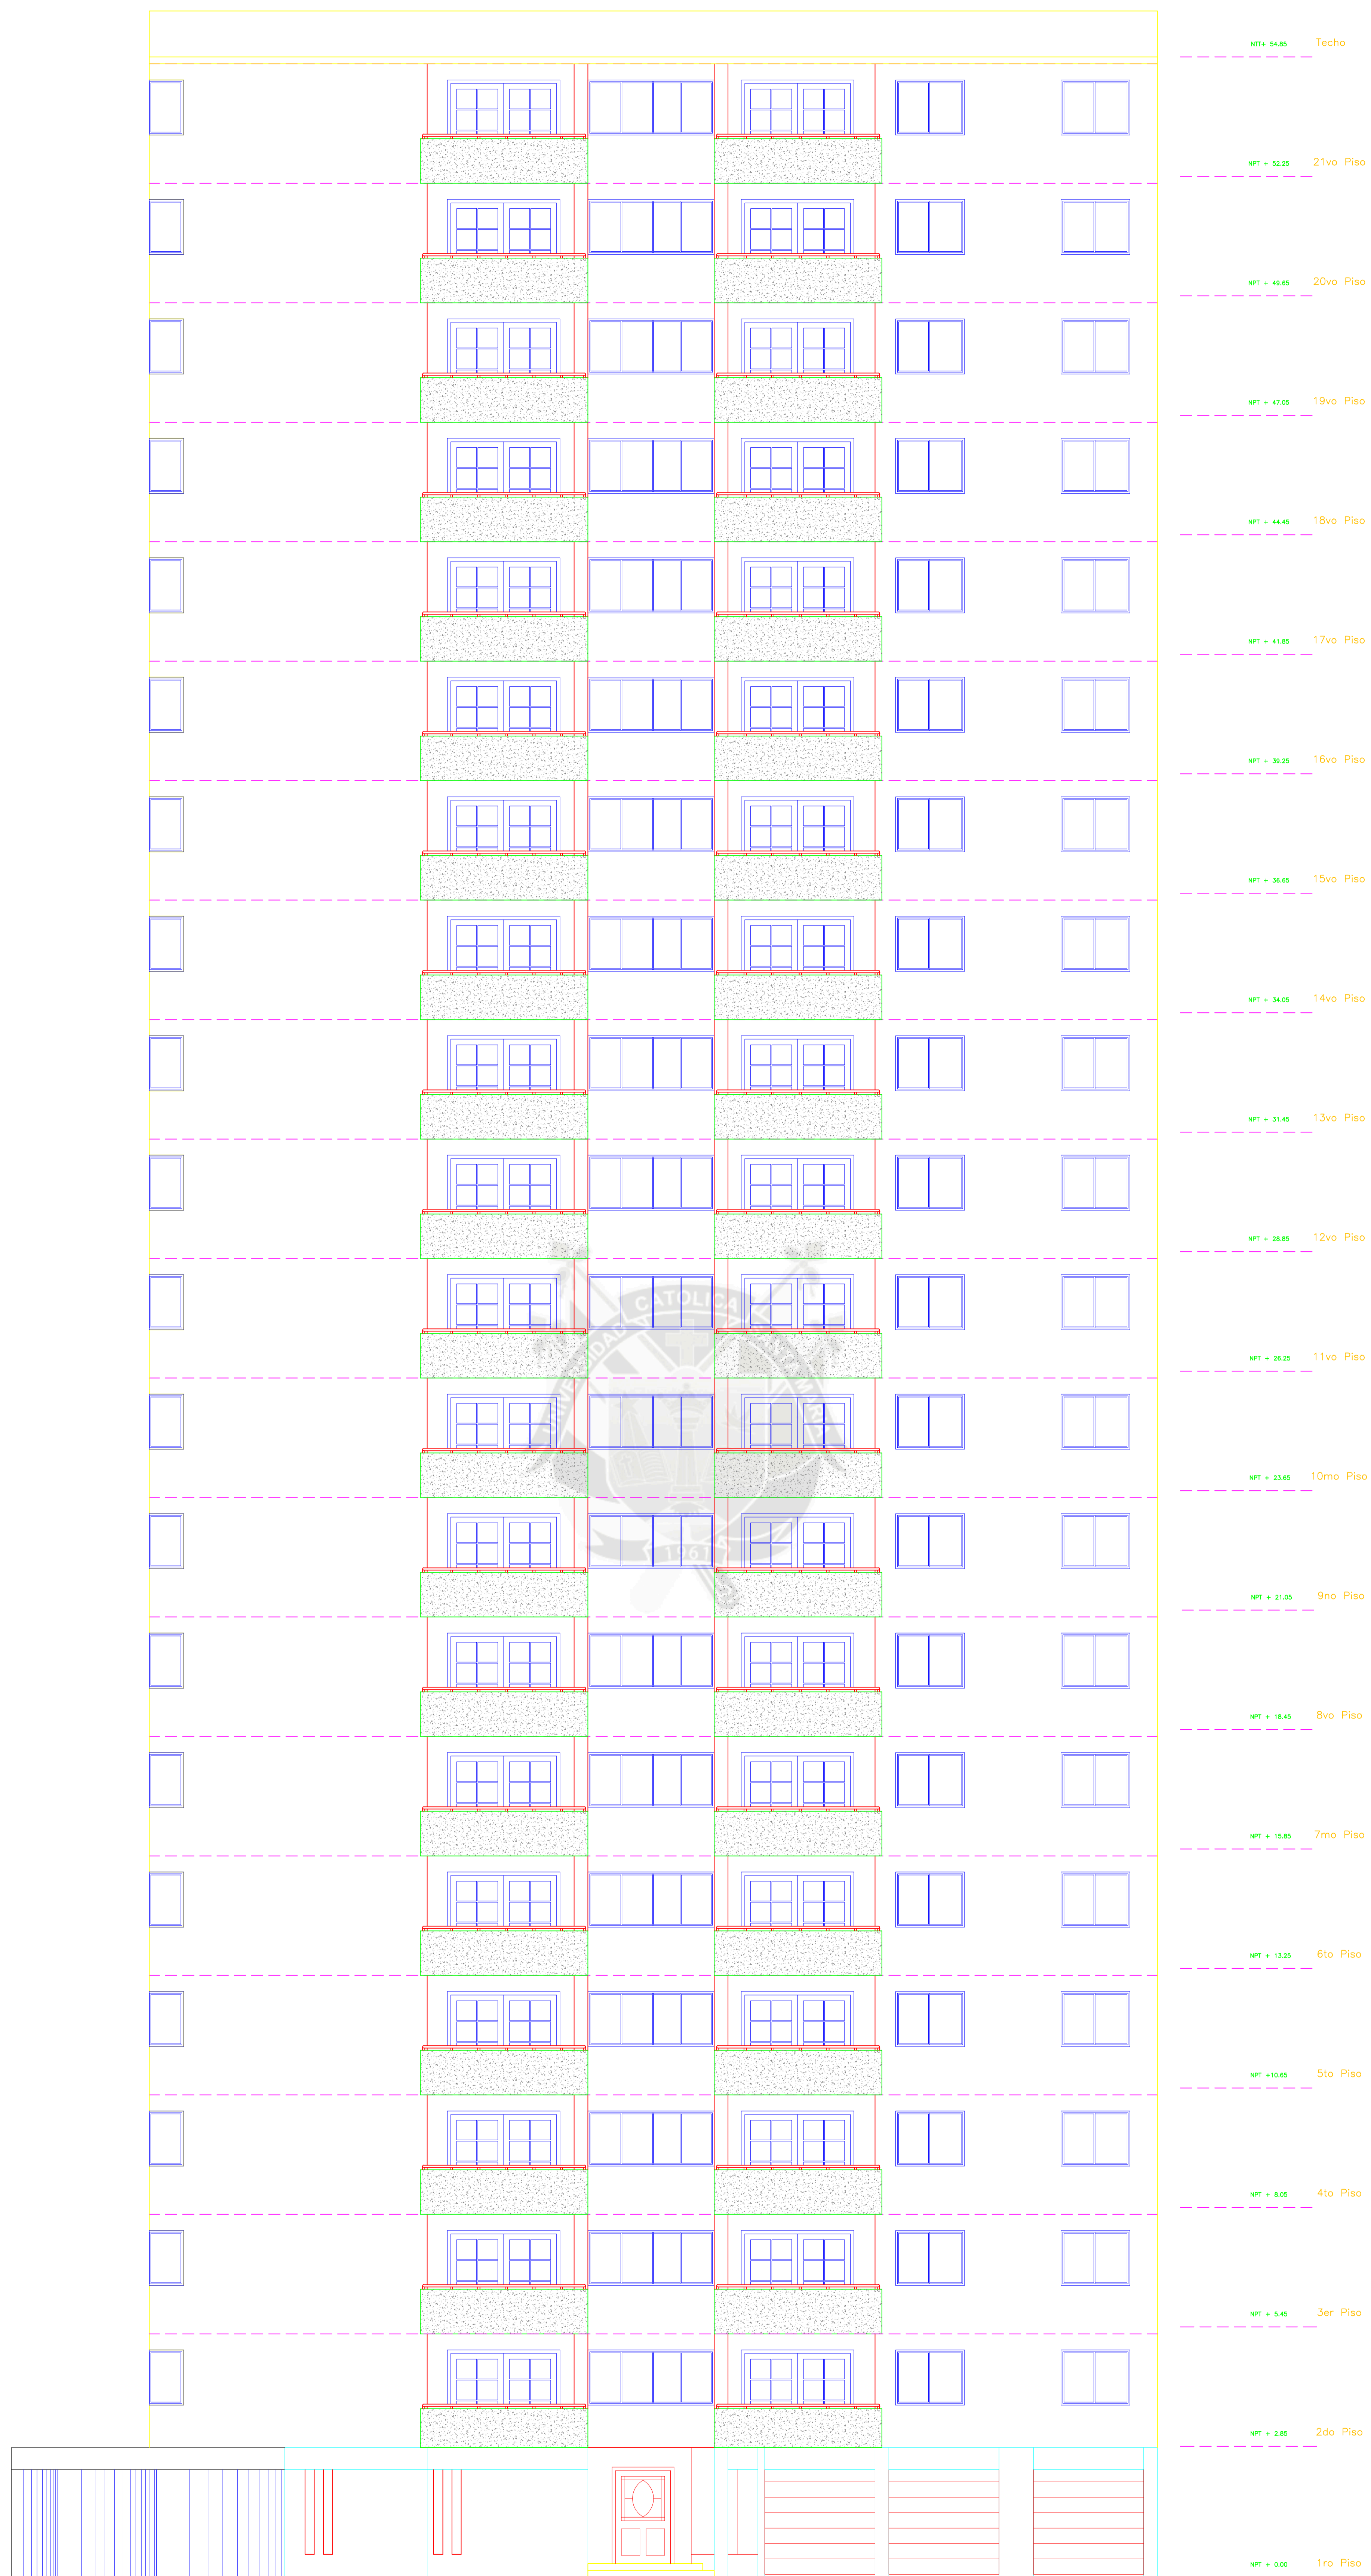 NTT+ 54.85 Techo
NPT + 52.25 21vo Piso
NPT + 49.65 20vo Piso
NPT + 47.05 19vo Piso
NPT + 44.45 18vo Piso
NPT + 41.85 17vo Piso
NPT + 39.25 16vo Piso
NPT + 36.65 15vo Piso
NPT + 34.05 14vo Piso
NPT + 31.45 13vo Piso
NPT + 28.85 12vo Piso
CATOLICA
UNIVERSIDAD
MARIA
NPT + 26.25 11vo Piso
NPT + 23.65 10mo Piso
1961
NPT + 21.05 9no Piso
NPT + 18.45 8vo Piso
NPT + 15.85 7mo Piso
NPT + 13.25 6to Piso
NPT +10.65 5to Piso
NPT + 8.05 4to Piso
NPT + 5.45 3er Piso
NPT + 2.85 2do Piso
NPT + 0.00 1ro Piso